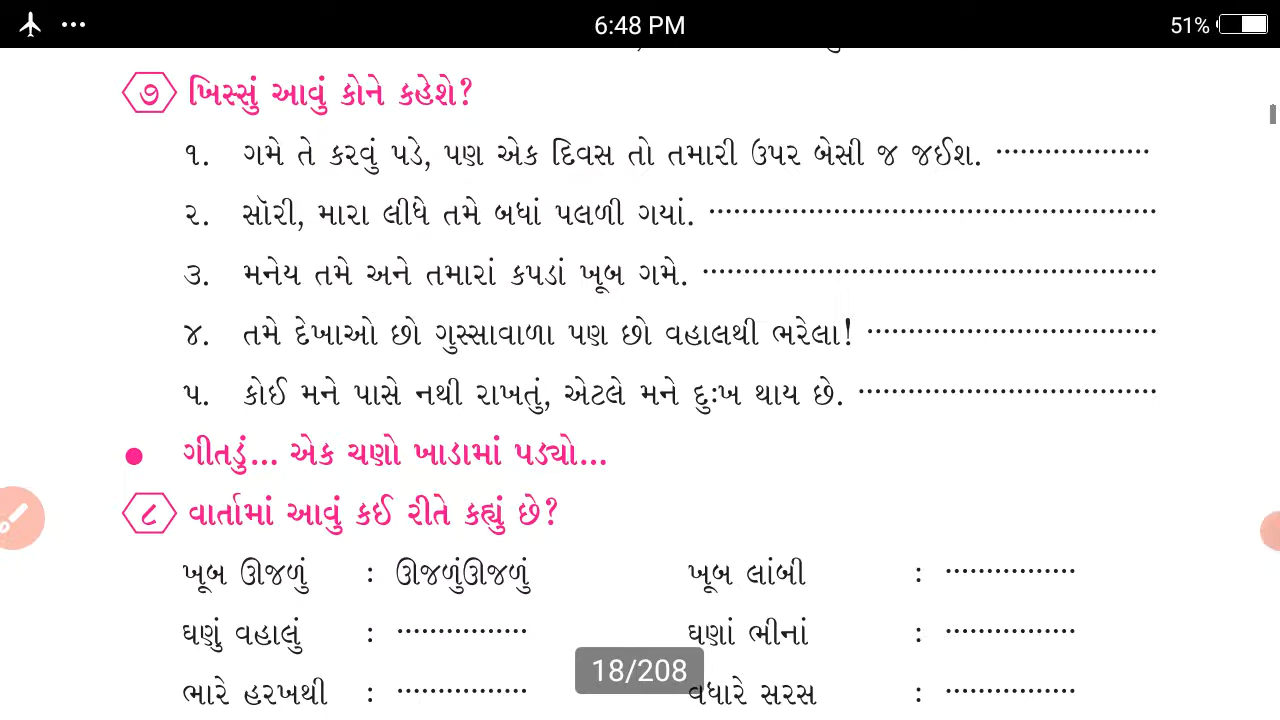 6:48 PM
51%
૭ ખિસ્સું આવું કોને કહેશે?
૧. ગમે તે કરવું પડે, પણ એક દિવસ તો તમારી ઉપર બેસી જ જઈશ. ...................
૨. સૉરી, મારા લીધે તમે બધાં પલળી ગયાં. ......................................................
૩. મનેય તમે અને તમારાં કપડાં ખૂબ ગમે. .......................................................
૪. તમે દેખાઓ છો ગુસ્સાવાળા પણ છો વહાલથી ભરેલા! ...................................
૫. કોઈ મને પાસે નથી રાખતું, એટલે મને દુઃખ થાય છે. ....................................
● ગીતડું... એક ચણો ખાડામાં પડ્યો...
૮ વાર્તામાં આવું કઈ રીતે કહ્યું છે?
ખૂબ ઊજળું : ઊજળુંઊજળું ખૂબ લાંબી : ................
ઘણું વહાલું : ................ ઘણાં ભીનાં : ................
ભારે હરખથી : ................ વધારે સરસ : ................
18/208